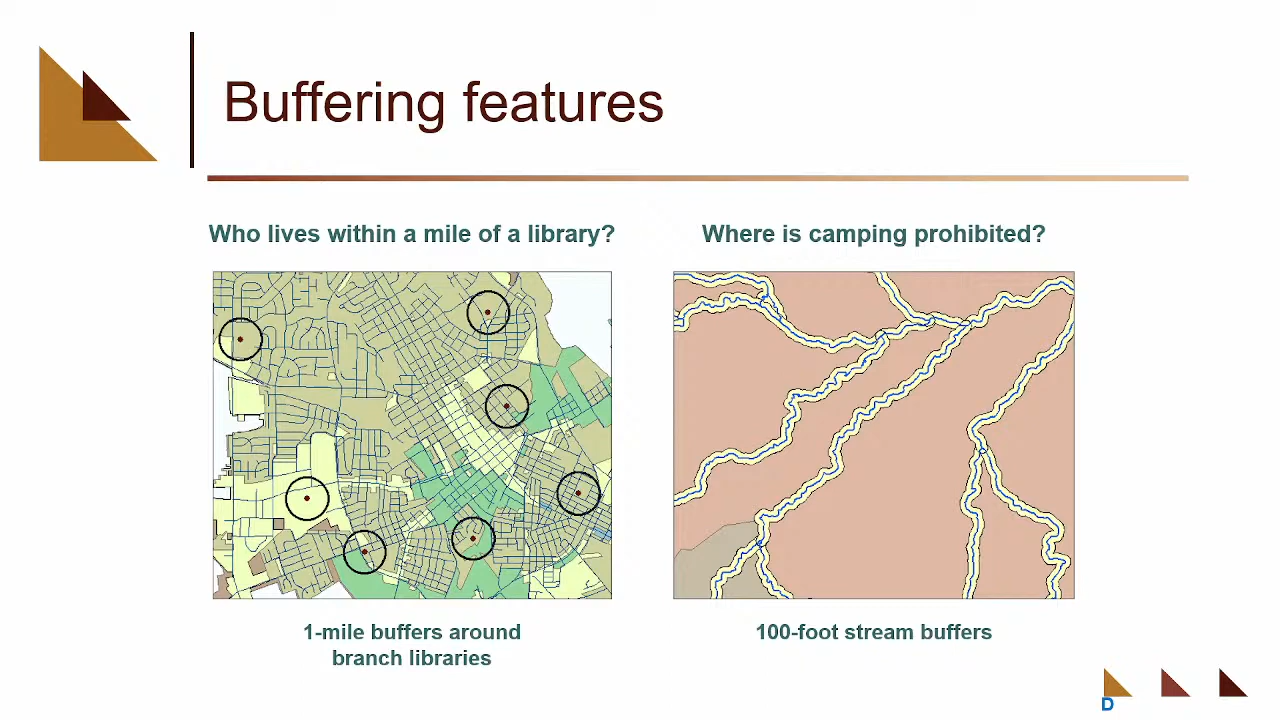 Buffering features
Who lives within a mile of a library?
Where is camping prohibited?
1-mile buffers around
branch libraries
100-foot stream buffers
D